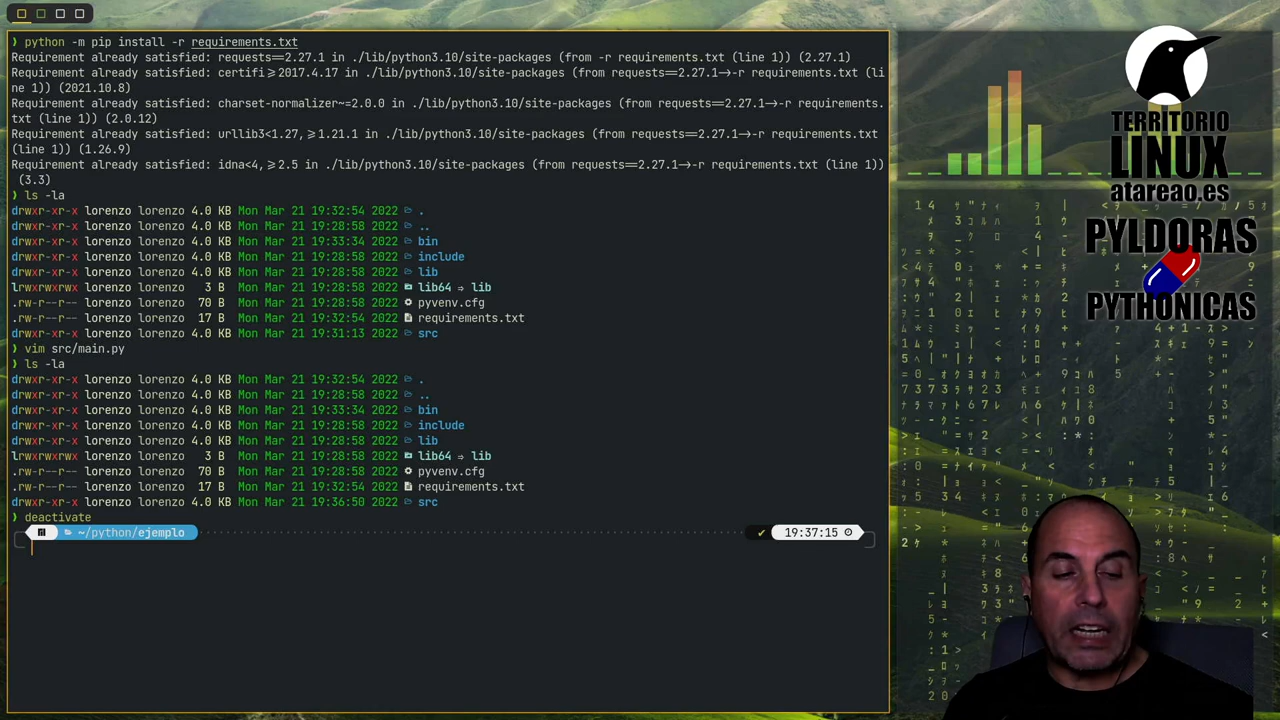 ❯ python -m pip install -r requirements.txt
Requirement already satisfied: requests==2.27.1 in ./lib/python3.10/site-packages (from -r requirements.txt (line 1)) (2.27.1)
Requirement already satisfied: certifi>=2017.4.17 in ./lib/python3.10/site-packages (from requests==2.27.1->-r requirements.txt (li
ne 1)) (2021.10.8)
Requirement already satisfied: charset-normalizer~=2.0.0 in ./lib/python3.10/site-packages (from requests==2.27.1->-r requirements.
txt (line 1)) (2.0.12)
Requirement already satisfied: urllib3<1.27,>=1.21.1 in ./lib/python3.10/site-packages (from requests==2.27.1->-r requirements.txt
(line 1)) (1.26.9)
Requirement already satisfied: idna<4,>=2.5 in ./lib/python3.10/site-packages (from requests==2.27.1->-r requirements.txt (line 1))
(3.3)
❯ ls -la
drwxr-xr-x lorenzo lorenzo 4.0 KB Mon Mar 21 19:32:54 2022 .
drwxr-xr-x lorenzo lorenzo 4.0 KB Mon Mar 21 19:28:58 2022 ..
drwxr-xr-x lorenzo lorenzo 4.0 KB Mon Mar 21 19:33:34 2022 bin
drwxr-xr-x lorenzo lorenzo 4.0 KB Mon Mar 21 19:28:58 2022 include
drwxr-xr-x lorenzo lorenzo 4.0 KB Mon Mar 21 19:28:58 2022 lib
lrwxrwxrwx lorenzo lorenzo 3 B Mon Mar 21 19:28:58 2022 lib64 ⇒ lib
.rw-r--r-- lorenzo lorenzo 70 B Mon Mar 21 19:28:58 2022 pyvenv.cfg
.rw-r--r-- lorenzo lorenzo 17 B Mon Mar 21 19:32:54 2022 requirements.txt
drwxr-xr-x lorenzo lorenzo 4.0 KB Mon Mar 21 19:31:13 2022 src
❯ vim src/main.py
❯ ls -la
drwxr-xr-x lorenzo lorenzo 4.0 KB Mon Mar 21 19:32:54 2022 .
drwxr-xr-x lorenzo lorenzo 4.0 KB Mon Mar 21 19:28:58 2022 ..
drwxr-xr-x lorenzo lorenzo 4.0 KB Mon Mar 21 19:33:34 2022 bin
drwxr-xr-x lorenzo lorenzo 4.0 KB Mon Mar 21 19:28:58 2022 include
drwxr-xr-x lorenzo lorenzo 4.0 KB Mon Mar 21 19:28:58 2022 lib
lrwxrwxrwx lorenzo lorenzo 3 B Mon Mar 21 19:28:58 2022 lib64 ⇒ lib
.rw-r--r-- lorenzo lorenzo 70 B Mon Mar 21 19:28:58 2022 pyvenv.cfg
.rw-r--r-- lorenzo lorenzo 17 B Mon Mar 21 19:32:54 2022 requirements.txt
drwxr-xr-x lorenzo lorenzo 4.0 KB Mon Mar 21 19:36:50 2022 src
❯ deactivate
~/python/ejemplo ✔ 19:37:15
TERRITORIO
LINUX
atareao.es
PYLDORAS
PYTHONICAS